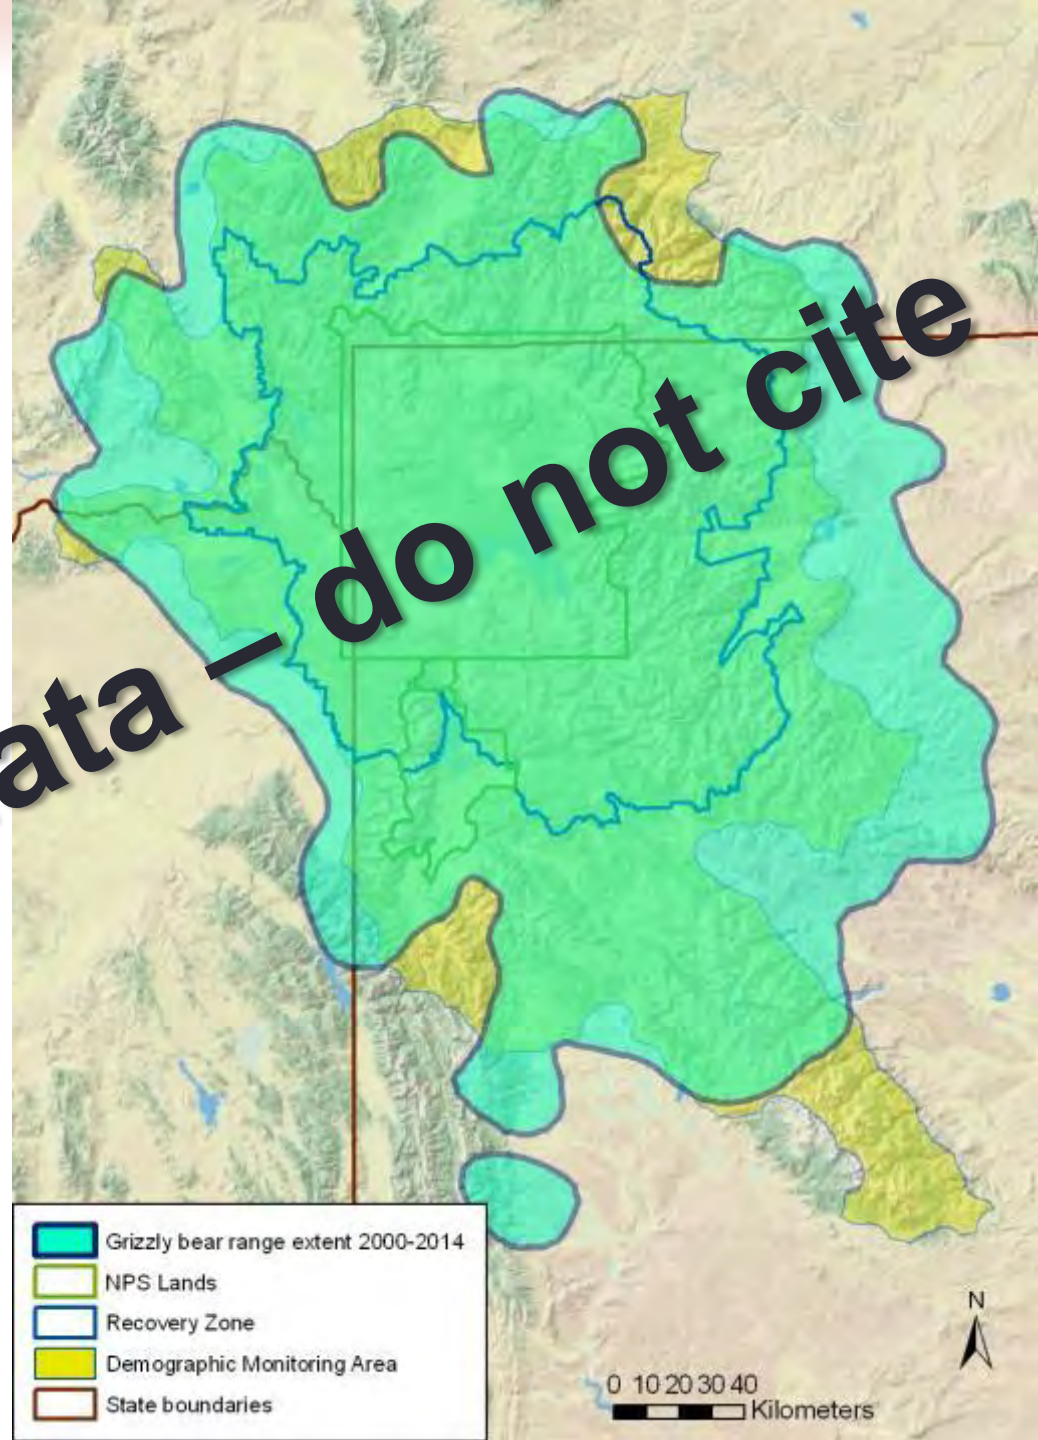 do not cite
Grizzly bear range extent 2000-2014
NPS Lands
Recovery Zone
Demographic Monitoring Area
State boundaries
N
0 10 20 30 40
Kilometers